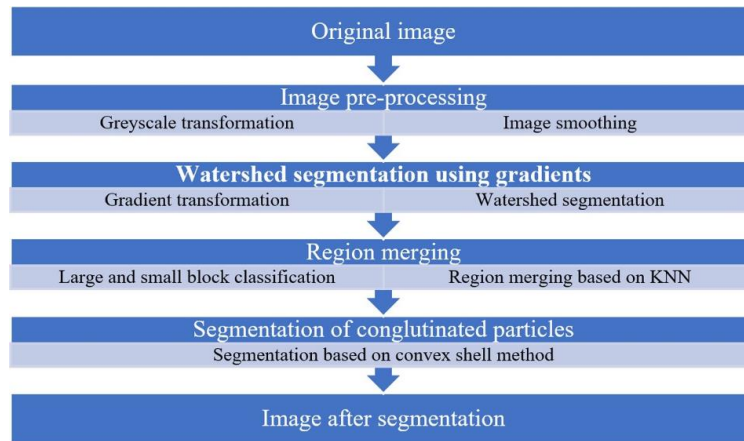 Original image
Image pre-processing
Greyscale transformation Image smoothing
Watershed segmentation using gradients
Gradient transformation Watershed segmentation
Region merging
Large and small block classification Region merging based on KNN
Segmentation of conglutinated particles
Segmentation based on convex shell method
Image after segmentation